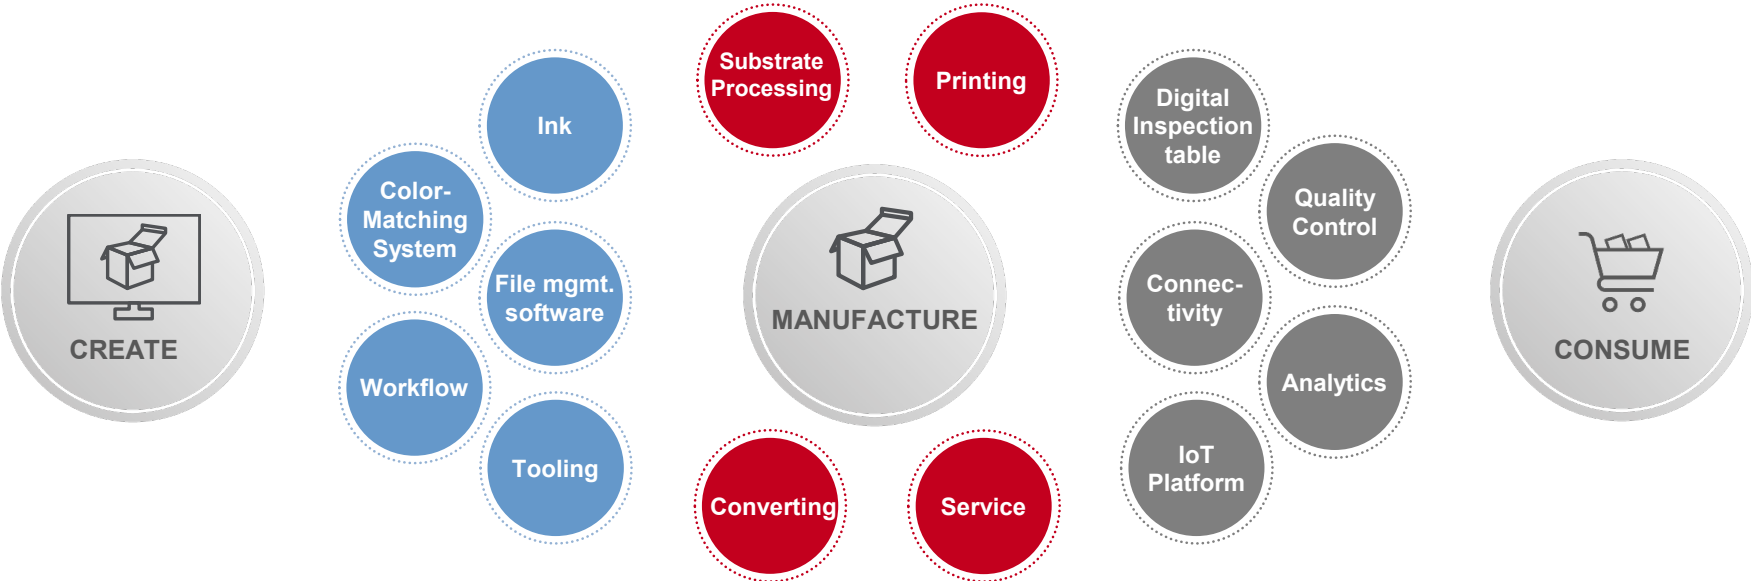 CREATE
Ink
Color-
Matching
System
File mgmt.
software
Workflow
Tooling
Substrate
Processing
Printing
MANUFACTURE
Converting
Service
Digital
Inspection
table
Quality
Control
Connec-
tivity
Analytics
IoT
Platform
CONSUME